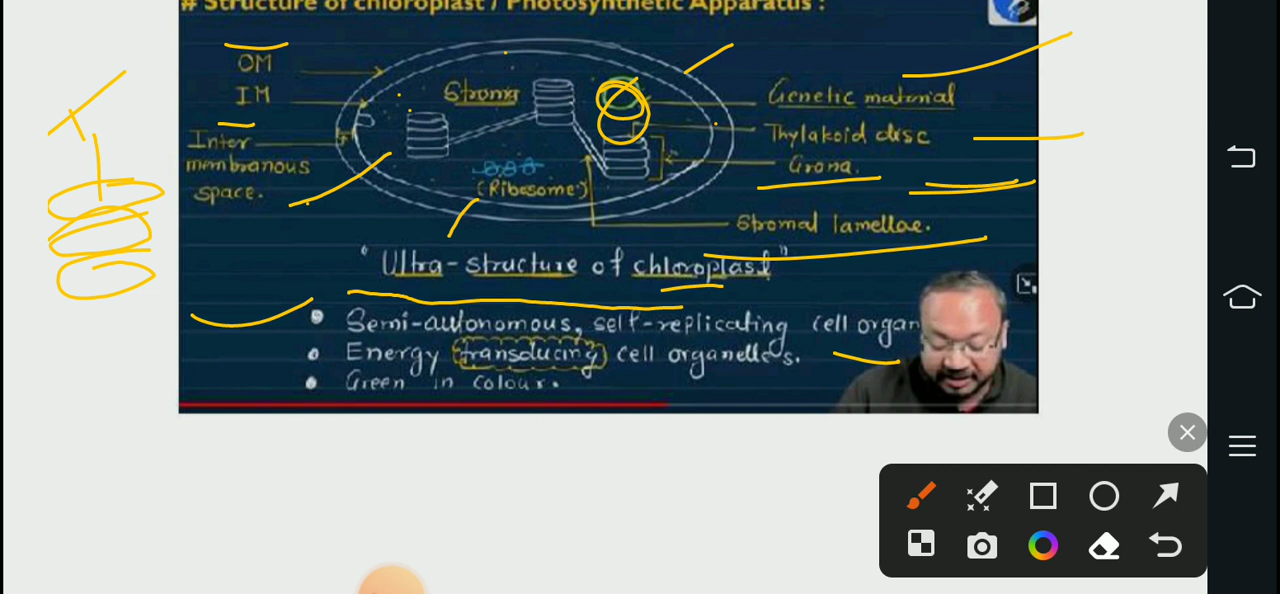 # Structure of chloroplast / Photosynthetic Apparatus :
OM
IM
Stroma
Genetic material
Inter
membranous
space.
Thylakoid disc
Grana.
(Ribosome)
Stromal lamellae.
"Ultra-structure of chloroplast"
Semi-autonomous, self-replicating cell organ
Energy transducing cell organelles.
Green in colour.